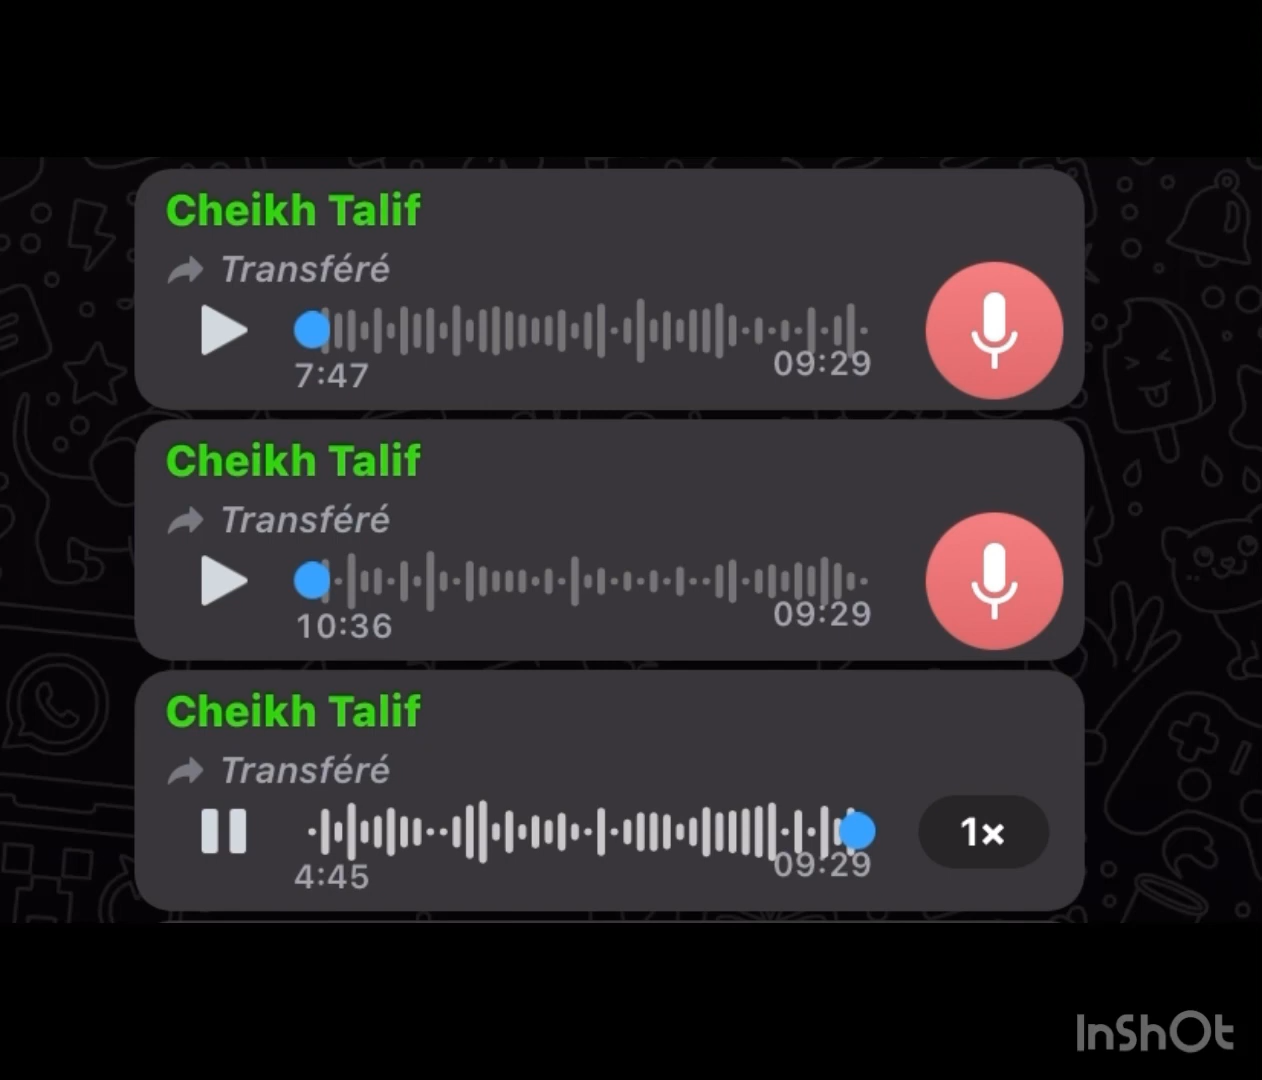 Cheikh Talif
Transféré
7:47
09:29
Cheikh Talif
Transféré
10:36
09:29
Cheikh Talif
Transféré
4:45
09:29
1×
InShOt